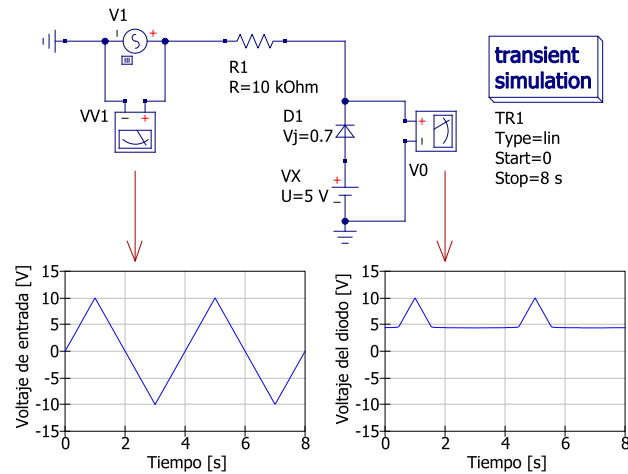 V1
R1
R=10 kOhm
VV1
D1
Vj=0.7
VX
U=5 V
V0
transient
simulation
TR1
Type=lin
Start=0
Stop=8 s
Voltaje de entrada [V]
15
10
5
0
-5
-10
-15
0
2
4
6
8
Tiempo [s]
Voltaje del diodo [V]
15
10
5
0
-5
-10
-15
0
2
4
6
8
Tiempo [s]